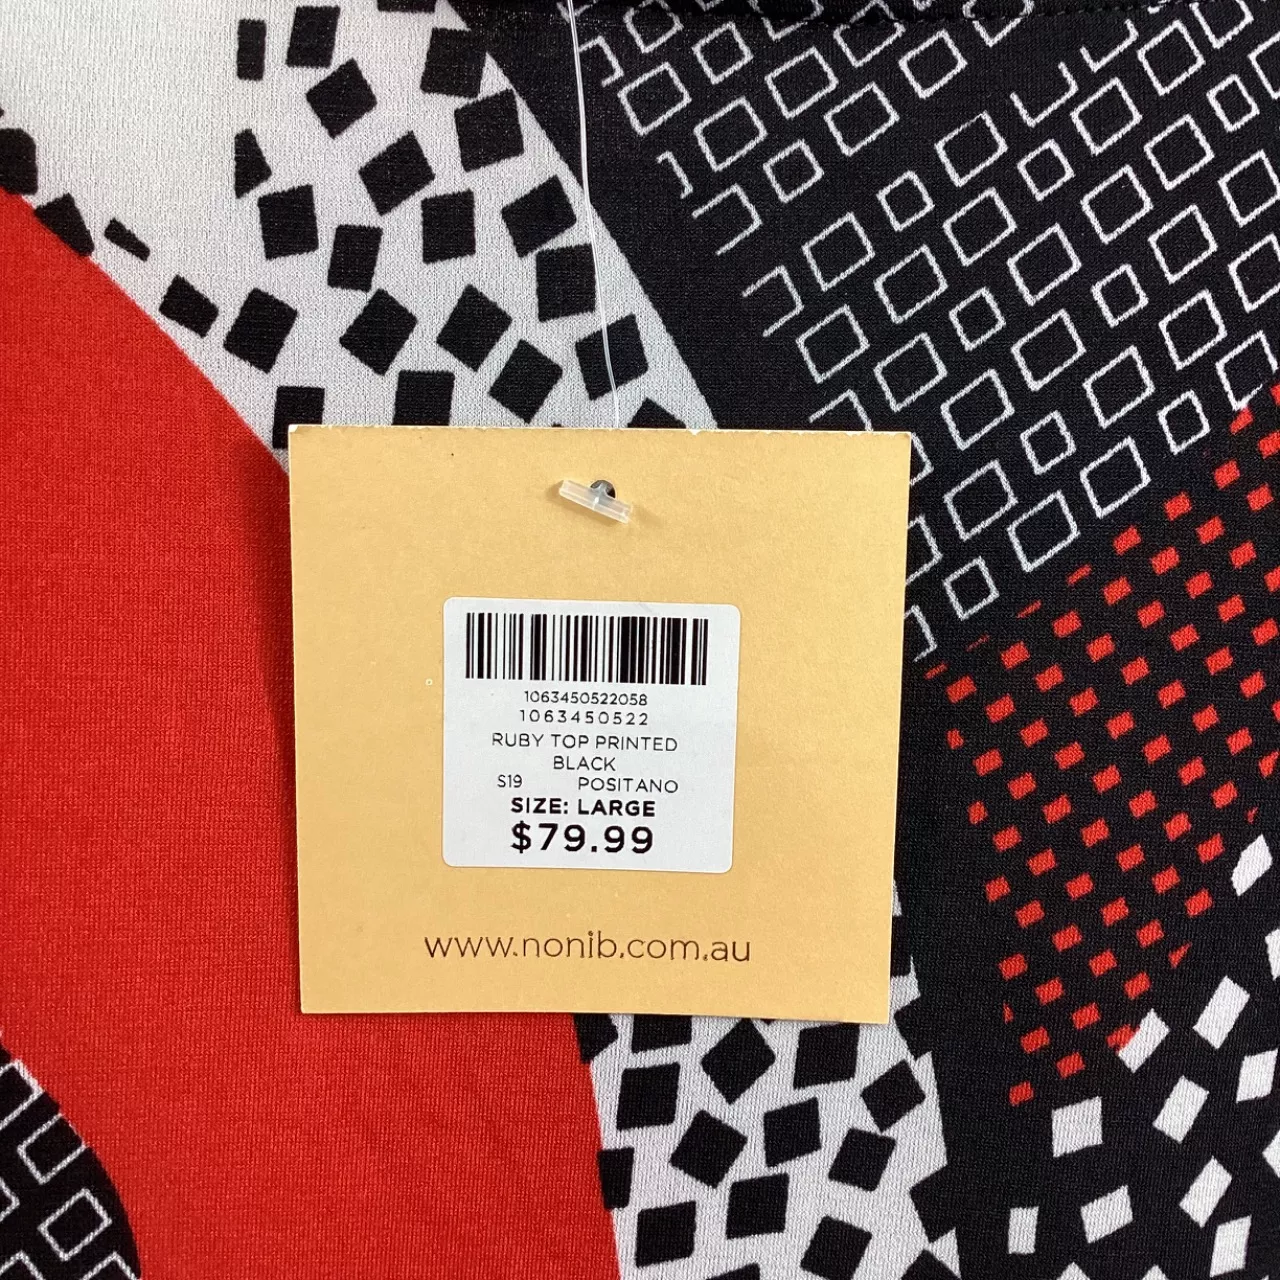 1063450522058
1063450522
RUBY TOP PRINTED
BLACK
S19 POSITANO
SIZE: LARGE
$79.99
www.nonib.com.au